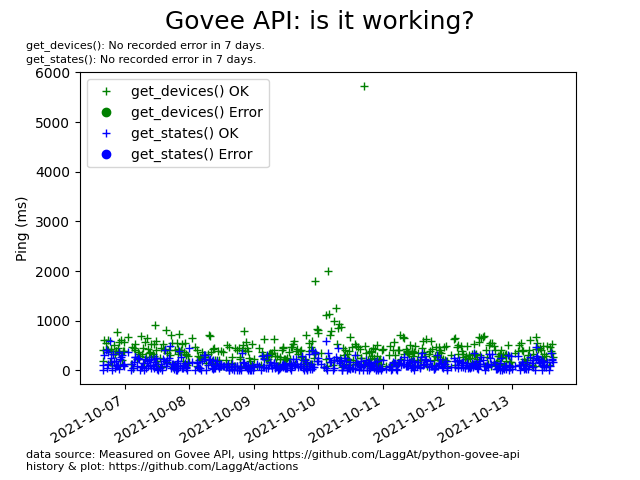 Govee API: is it working?
get_devices(): No recorded error in 7 days.
get_states(): No recorded error in 7 days.
6000
5000
4000
3000
2000
1000
0
Ping (ms)
get_devices() OK
get_devices() Error
get_states() OK
get_states() Error
2021-10-07
2021-10-08
2021-10-09
2021-10-10
2021-10-11
2021-10-12
2021-10-13
data source: Measured on Govee API, using https://github.com/LaggAt/python-govee-api
history & plot: https://github.com/LaggAt/actions